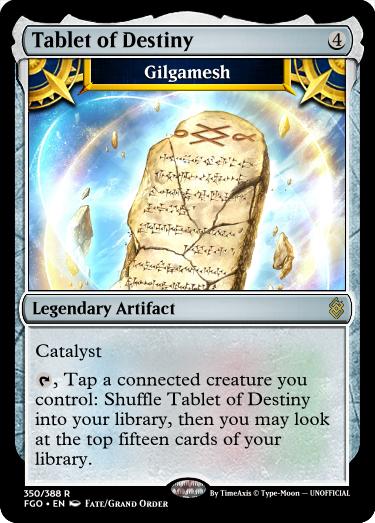 Tablet of Destiny 4
Gilgamesh
Legendary Artifact
Catalyst
, Tap a connected creature you
control: Shuffle Tablet of Destiny
into your library, then you may look
at the top fifteen cards of your
library.
350/388 R
FGO • EN Fate/Grand Order
By TimeAxis © Type-Moon — UNOFFICIAL